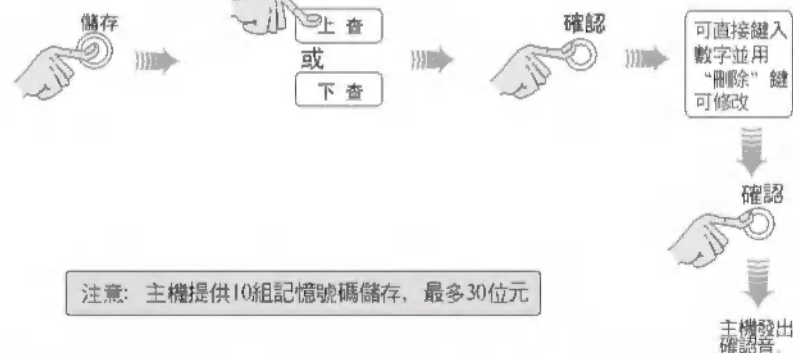 儲存
上查
或
下查
確認
可直接鍵入
數字並用
“刪除”鍵
可修改
確認
注意: 主機提供10組記憶號碼儲存, 最多30位元
主機發出
確認音.